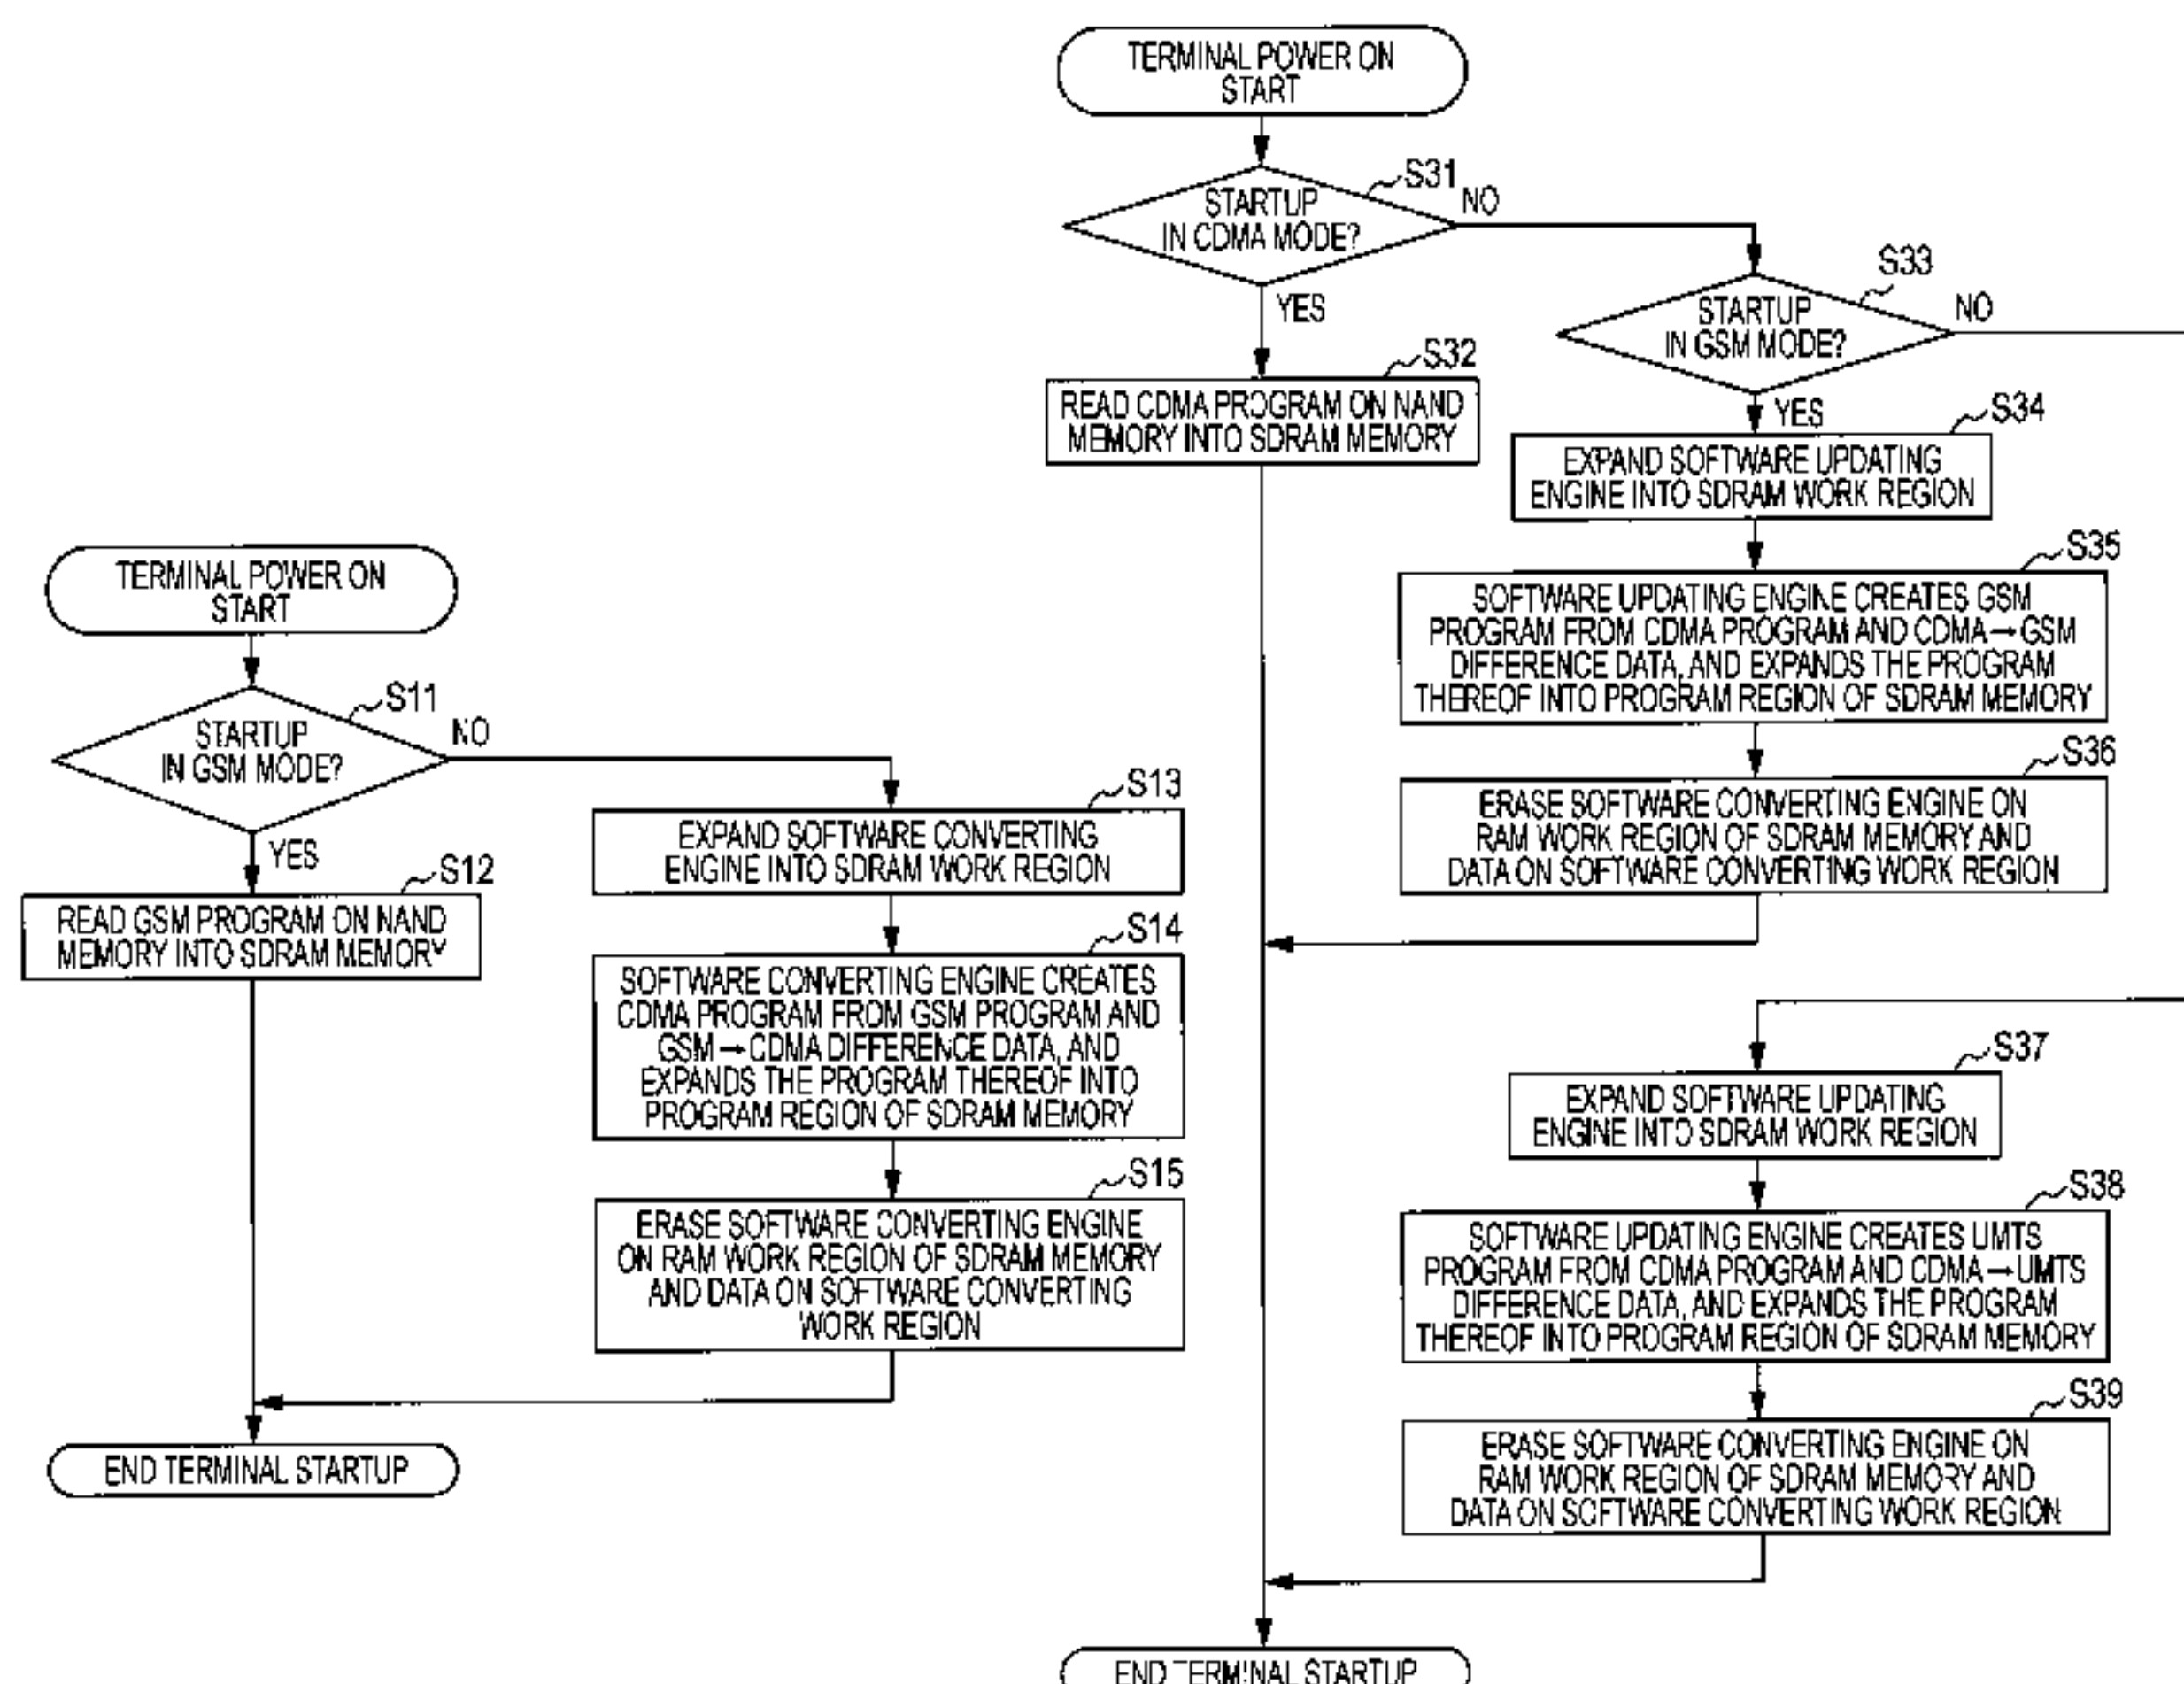 TERMINAL POWER ON
START
S11
STARTUP
IN GSM MODE?
NO
YES
S12
READ GSM PROGRAM ON NAND
MEMORY INTO SDRAM MEMORY
S13
EXPAND SOFTWARE CONVERTING
ENGINE INTO SDRAM WORK REGION
S14
SOFTWARE CONVERTING ENGINE CREATES
CDMA PROGRAM FROM GSM PROGRAM AND
GSM→CDMA DIFFERENCE DATA, AND
EXPANDS THE PROGRAM THEREOF INTO
PROGRAM REGION OF SDRAM MEMORY
S15
ERASE SOFTWARE CONVERTING ENGINE
ON RAM WORK REGION OF SDRAM MEMORY
AND DATA ON SOFTWARE CONVERTING
WORK REGION
END TERMINAL STARTUP
TERMINAL POWER ON
START
S31
STARTUP
IN CDMA MODE?
NO
YES
S32
READ CDMA PROGRAM ON NAND
MEMORY INTO SDRAM MEMORY
S33
STARTUP
IN GSM MODE?
NO
YES
S34
EXPAND SOFTWARE UPDATING
ENGINE INTO SDRAM WORK REGION
S35
SOFTWARE UPDATING ENGINE CREATES GSM
PROGRAM FROM CDMA PROGRAM AND CDMA→GSM
DIFFERENCE DATA, AND EXPANDS THE PROGRAM
THEREOF INTO PROGRAM REGION OF SDRAM MEMORY
S36
ERASE SOFTWARE CONVERTING ENGINE ON
RAM WORK REGION OF SDRAM MEMORY AND
DATA ON SOFTWARE CONVERTING WORK REGION
S37
EXPAND SOFTWARE UPDATING
ENGINE INTO SDRAM WORK REGION
S38
SOFTWARE UPDATING ENGINE CREATES UMTS
PROGRAM FROM CDMA PROGRAM AND CDMA→UMTS
DIFFERENCE DATA, AND EXPANDS THE PROGRAM
THEREOF INTO PROGRAM REGION OF SDRAM MEMORY
S39
ERASE SOFTWARE CONVERTING ENGINE ON
RAM WORK REGION OF SDRAM MEMORY AND
DATA ON SOFTWARE CONVERTING WORK REGION
END TERMINAL STARTUP